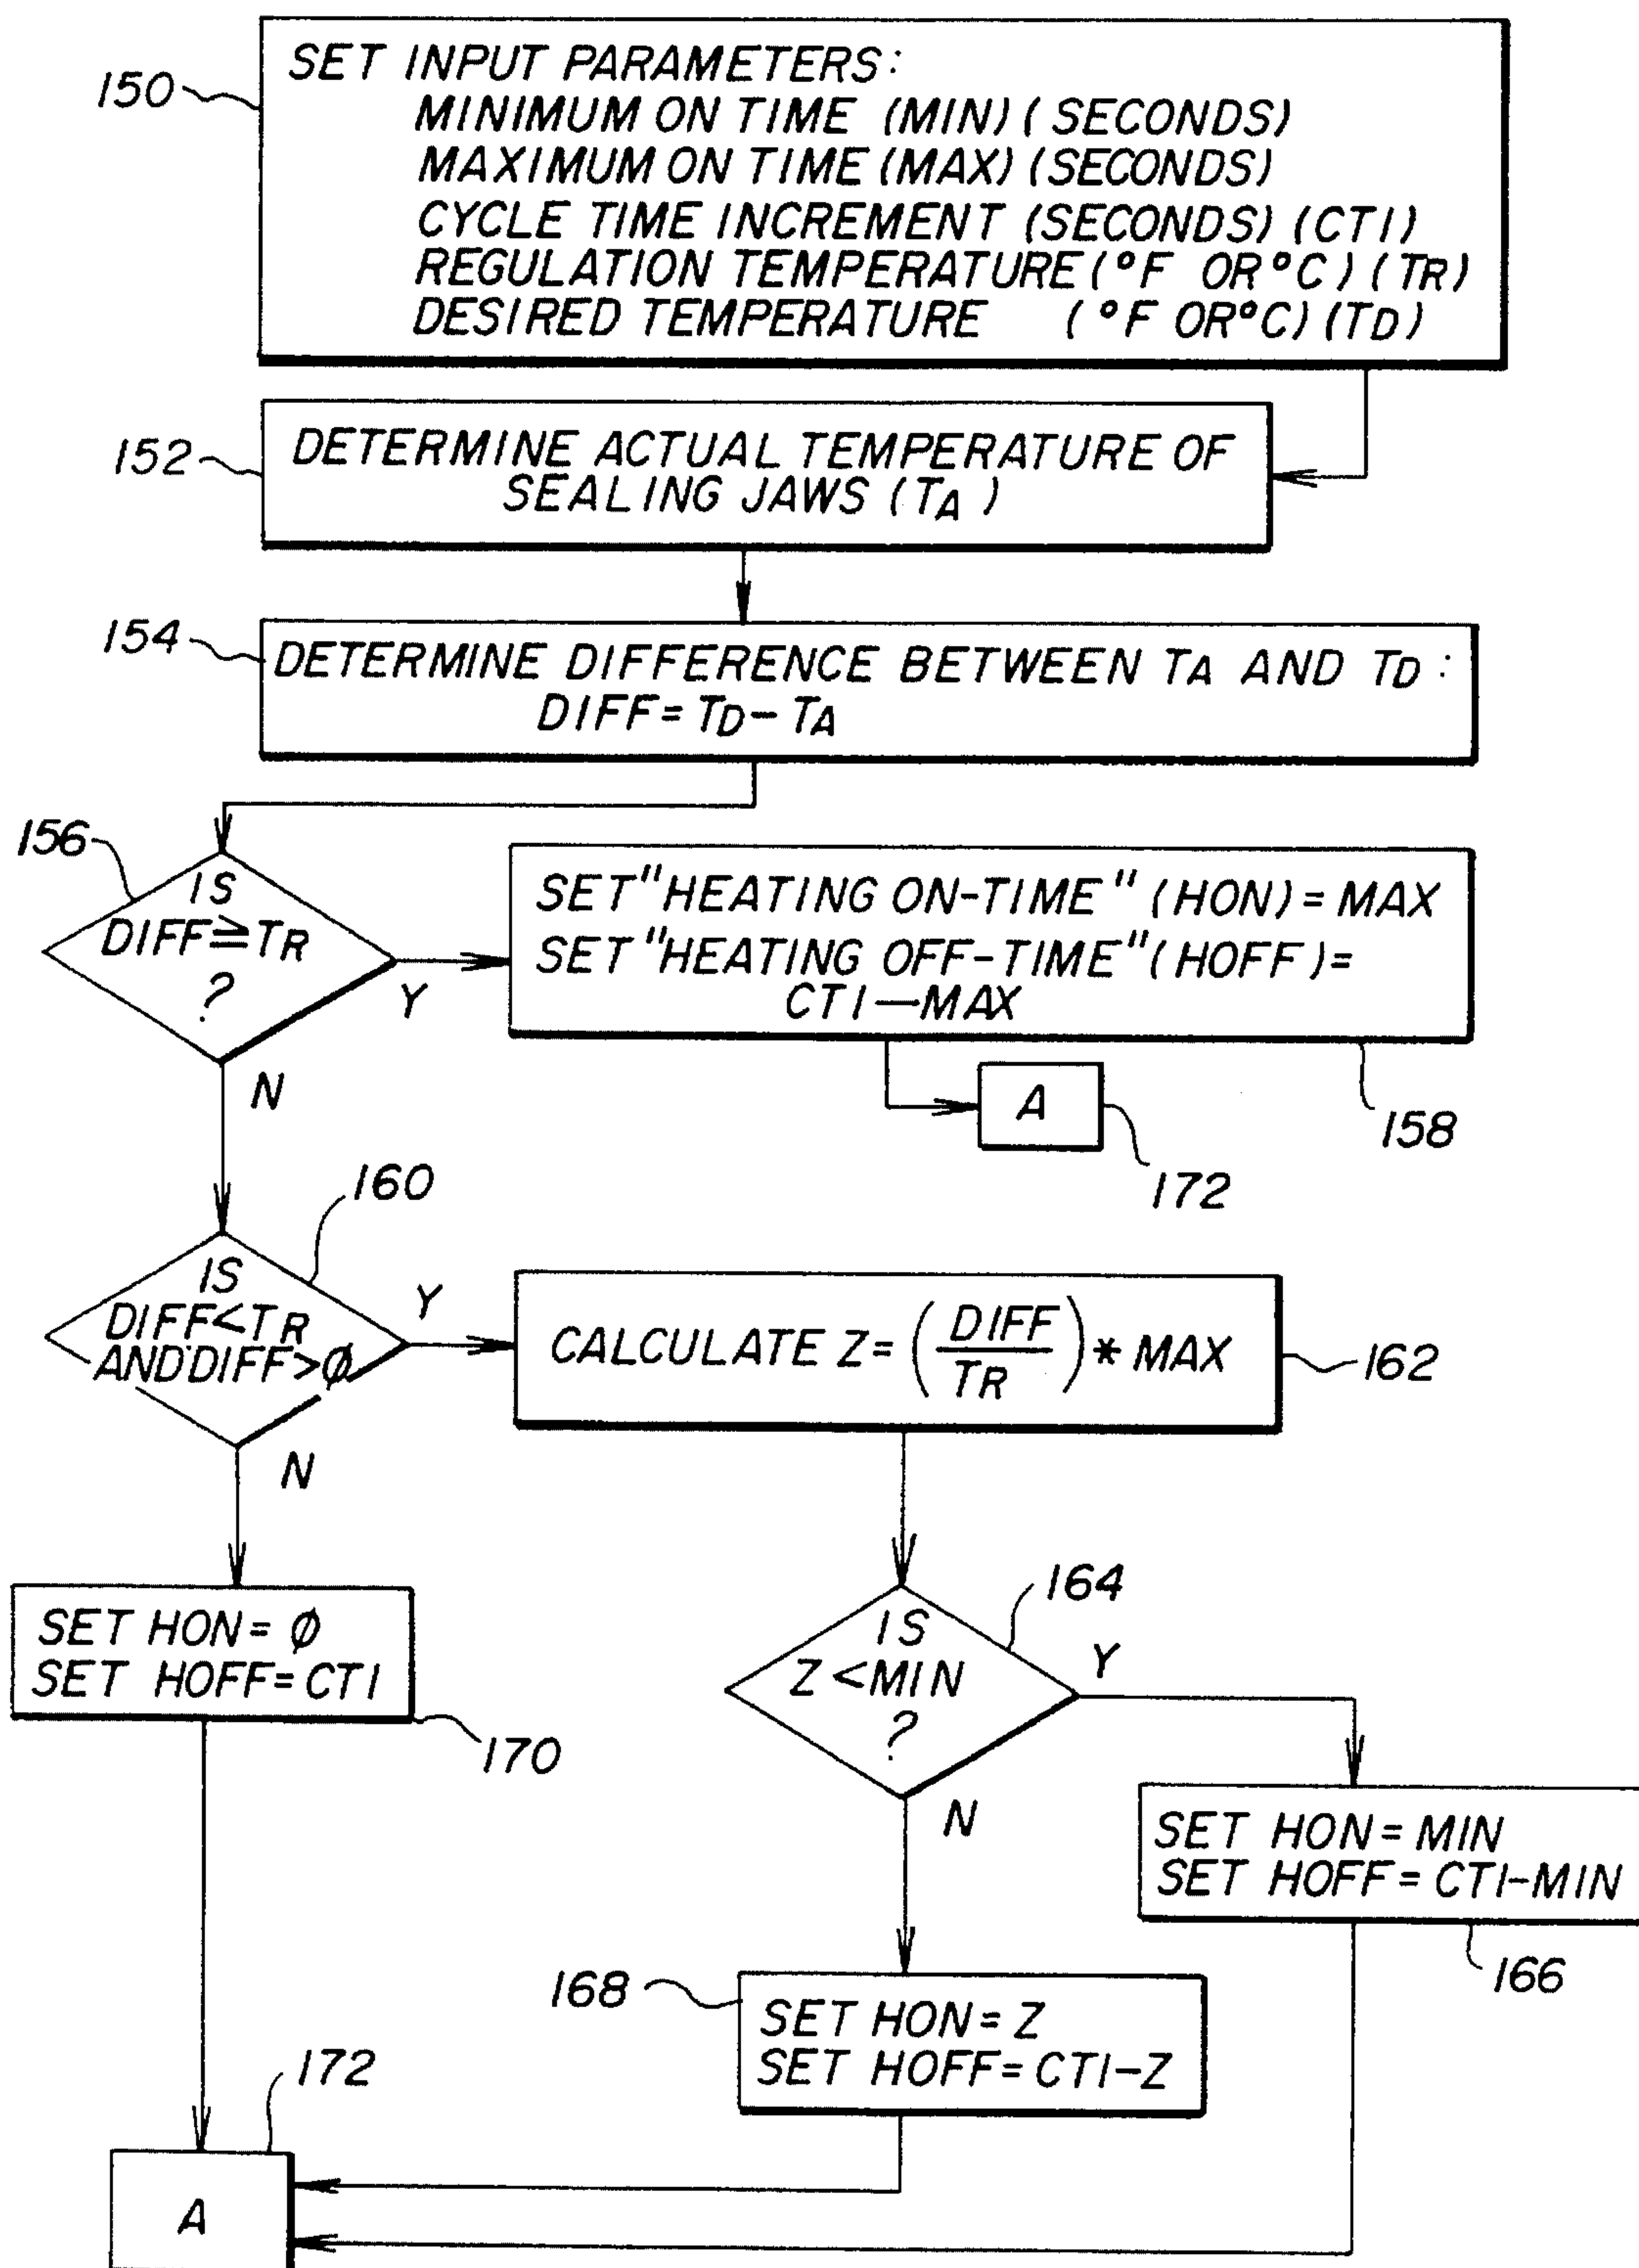 150
SET INPUT PARAMETERS:
MINIMUM ON TIME (MIN) (SECONDS)
MAXIMUM ON TIME (MAX) (SECONDS)
CYCLE TIME INCREMENT (SECONDS) (CTI)
REGULATION TEMPERATURE (°F OR °C) (TR)
DESIRED TEMPERATURE (°F OR °C) (TD)
152
DETERMINE ACTUAL TEMPERATURE OF
SEALING JAWS (TA)
154
DETERMINE DIFFERENCE BETWEEN TA AND TD:
DIFF = TD - TA
156
IS
DIFF ≧ TR
?
Y
N
SET "HEATING ON-TIME" (HON) = MAX
SET "HEATING OFF-TIME" (HOFF) =
CTI — MAX
158
A
172
160
IS
DIFF < TR
AND DIFF > ∅
Y
N
CALCULATE Z = (DIFF / TR) * MAX
162
SET HON = ∅
SET HOFF = CTI
170
164
IS
Z < MIN
?
Y
N
SET HON = MIN
SET HOFF = CTI-MIN
166
168
SET HON = Z
SET HOFF = CTI-Z
172
A